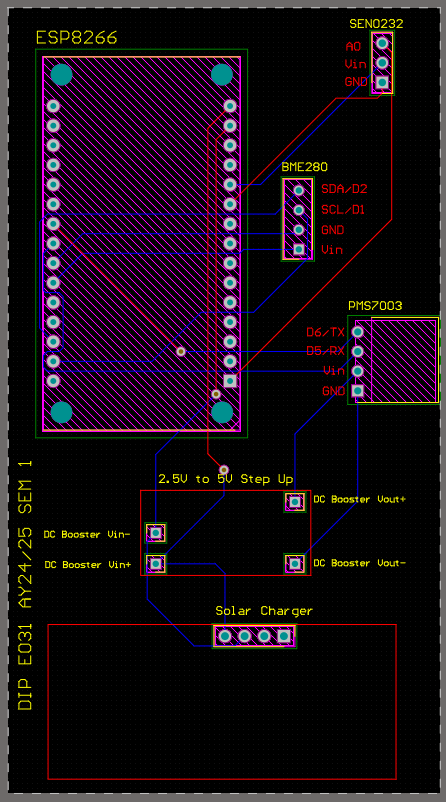 SEN0232
ESP8266
AO
Vin
GND
BME280
SDA/D2
SCL/D1
GND
Vin
PMS7003
D6/TX
D5/RX
Vin
GND
2.5V to 5V Step Up
DC Booster Vout+
DC Booster Vin-
DC Booster Vin+
DC Booster Vout-
Solar Charger
DIP E031 AY24/25 SEM 1